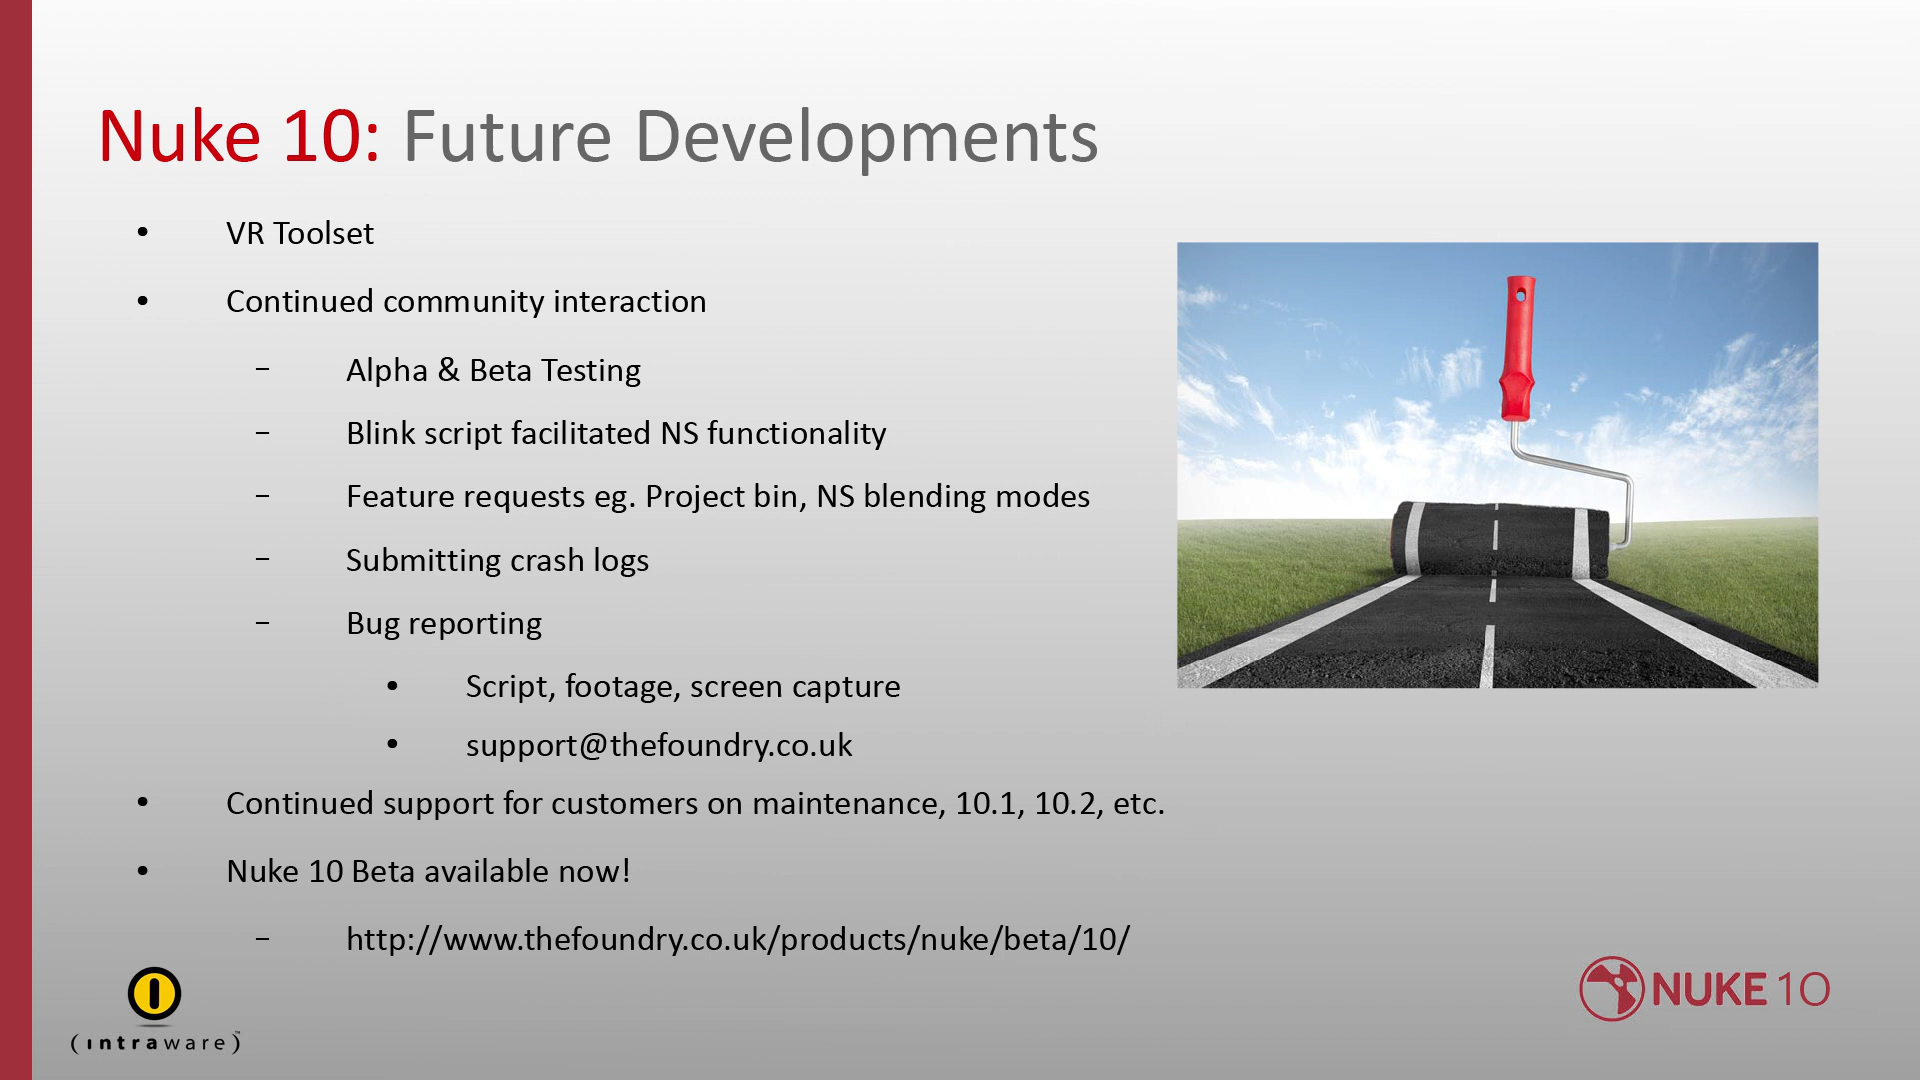 Nuke 10: Future Developments
• VR Toolset
• Continued community interaction
– Alpha & Beta Testing
– Blink script facilitated NS functionality
– Feature requests eg. Project bin, NS blending modes
– Submitting crash logs
– Bug reporting
• Script, footage, screen capture
• support@thefoundry.co.uk
• Continued support for customers on maintenance, 10.1, 10.2, etc.
• Nuke 10 Beta available now!
– http://www.thefoundry.co.uk/products/nuke/beta/10/
(intraware)™
NUKE 10